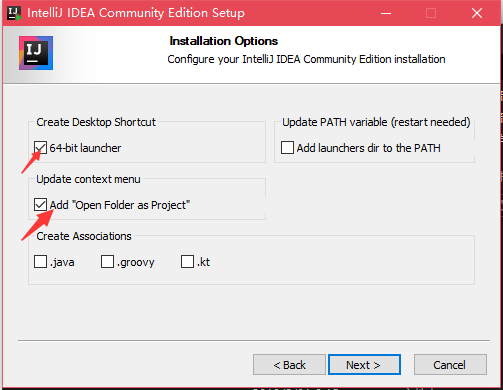 IntelliJ IDEA Community Edition Setup
IJ
Installation Options
Configure your IntelliJ IDEA Community Edition installation
Create Desktop Shortcut
64-bit launcher
Update PATH variable (restart needed)
Add launchers dir to the PATH
Update context menu
Add "Open Folder as Project"
Create Associations
.java
.groovy
.kt
< Back
Next >
Cancel